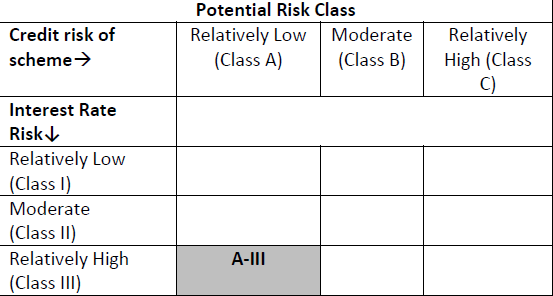 Potential Risk Class
Credit risk of scheme→ Relatively Low (Class A) Moderate (Class B) Relatively High (Class C)
Interest Rate Risk↓
Relatively Low (Class I)
Moderate (Class II)
Relatively High (Class III) A-III